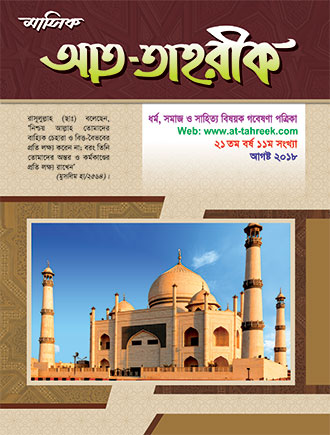 মাসিক
আত-তাহরীক
রাসূলুল্লাহ (ছাঃ) বলেছেন,
'নিশ্চয় আল্লাহ তোমাদের
বাহ্যিক চেহারা ও বিত্ত-বৈভবের
প্রতি লক্ষ্য করেন না; বরং তিনি
তোমাদের অন্তর ও কর্মকাণ্ডের
প্রতি লক্ষ্য রাখেন'
(মুসলিম হা/২৫৬৪)।
ধর্ম, সমাজ ও সাহিত্য বিষয়ক গবেষণা পত্রিকা
Web: www.at-tahreek.com
২১তম বর্ষ ১১ম সংখ্যা
আগষ্ট ২০১৮